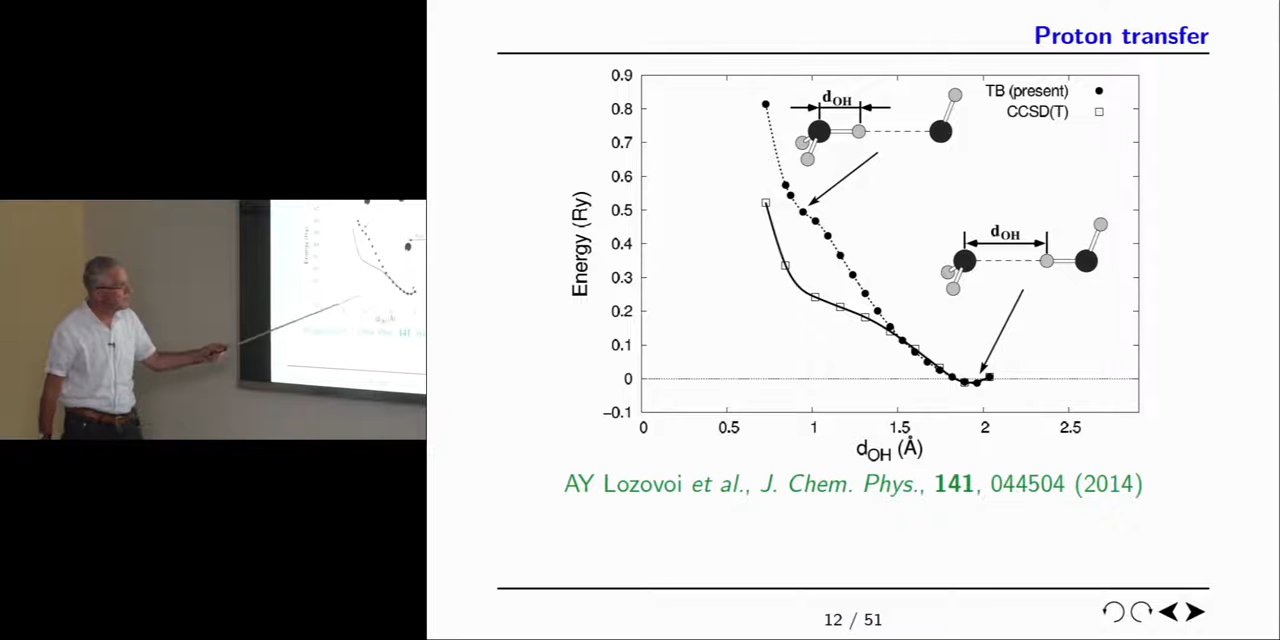 Proton transfer
0.9
0.8
0.7
0.6
0.5
0.4
0.3
0.2
0.1
0
−0.1
Energy (Ry)
TB (present)
CCSD(T)
dOH
dOH
0 0.5 1 1.5 2 2.5
dOH (Å)
AY Lozovoi et al., J. Chem. Phys., 141, 044504 (2014)
12 / 51